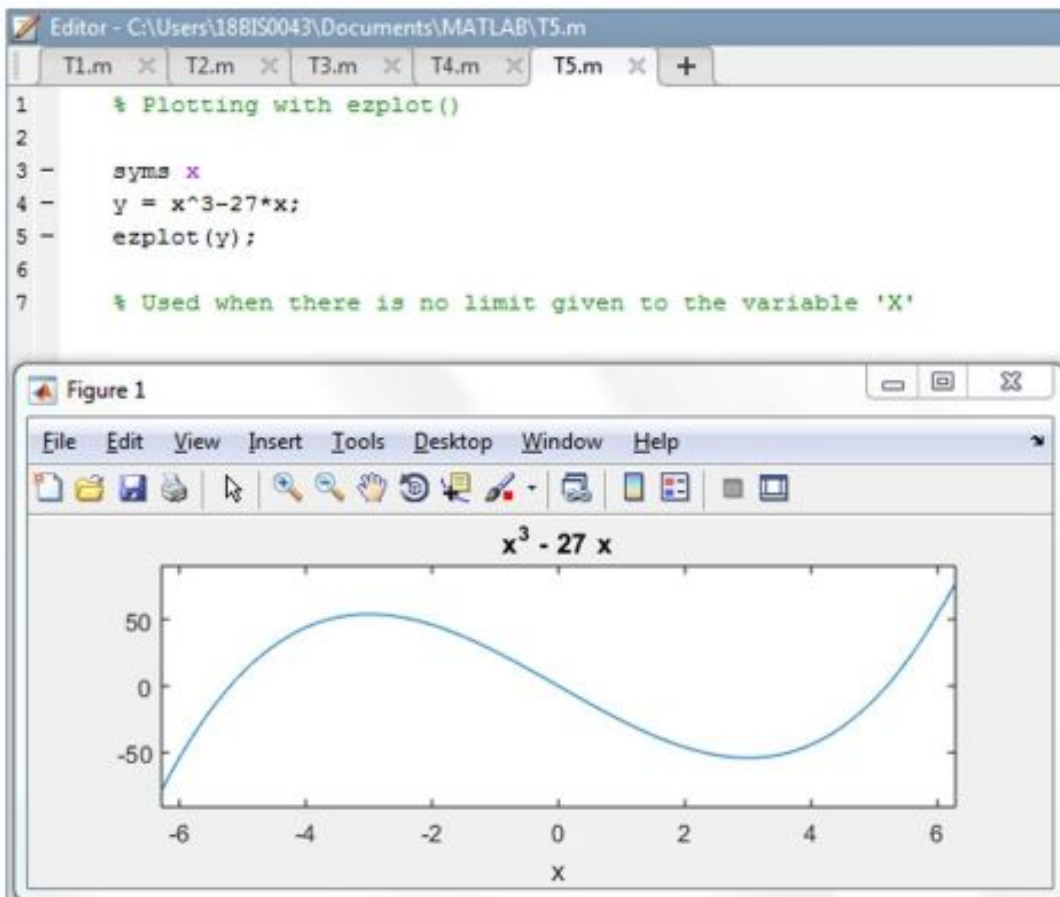 Editor - C:\Users\18BIS0043\Documents\MATLAB\T5.m
T1.m T2.m T3.m T4.m T5.m +
1 % Plotting with ezplot()
2
3 - syms x
4 - y = x^3-27*x;
5 - ezplot(y);
6
7 % Used when there is no limit given to the variable 'X'
Figure 1
File Edit View Insert Tools Desktop Window Help
x³ - 27 x
50
0
-50
-6 -4 -2 0 2 4 6
x